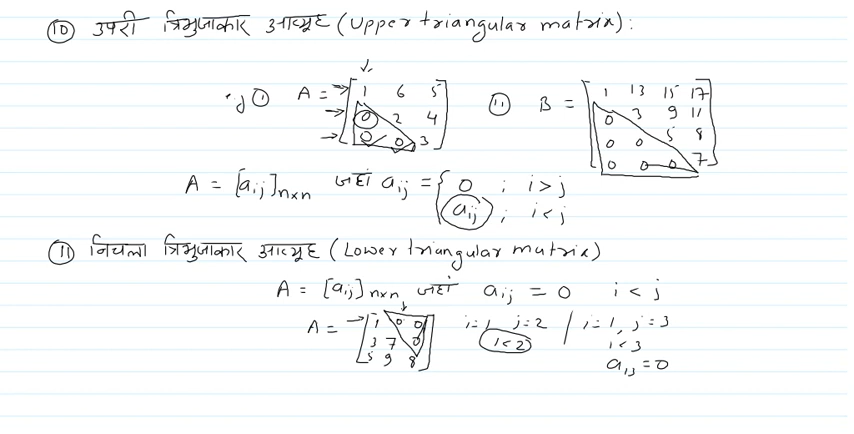 (10) उपरी त्रिभुजाकार आव्यूह (Upper triangular matrix):
eg (i) A = [1 6 5 (ii) B = [1 13 15 17
0 2 4 0 3 9 11
0 0 3] 0 0 5 8
0 0 0 7]
A = [aij]n×n जहां aij = { 0 ; i > j
aij ; i < j
(11) निचला त्रिभुजाकार आव्यूह (Lower triangular matrix)
A = [aij]n×n जहां aij = 0 i < j
A = [1 0 0 i=1, j=2 / i=1, j=3
3 7 0 1<2 1<3
5 9 8] a13=0